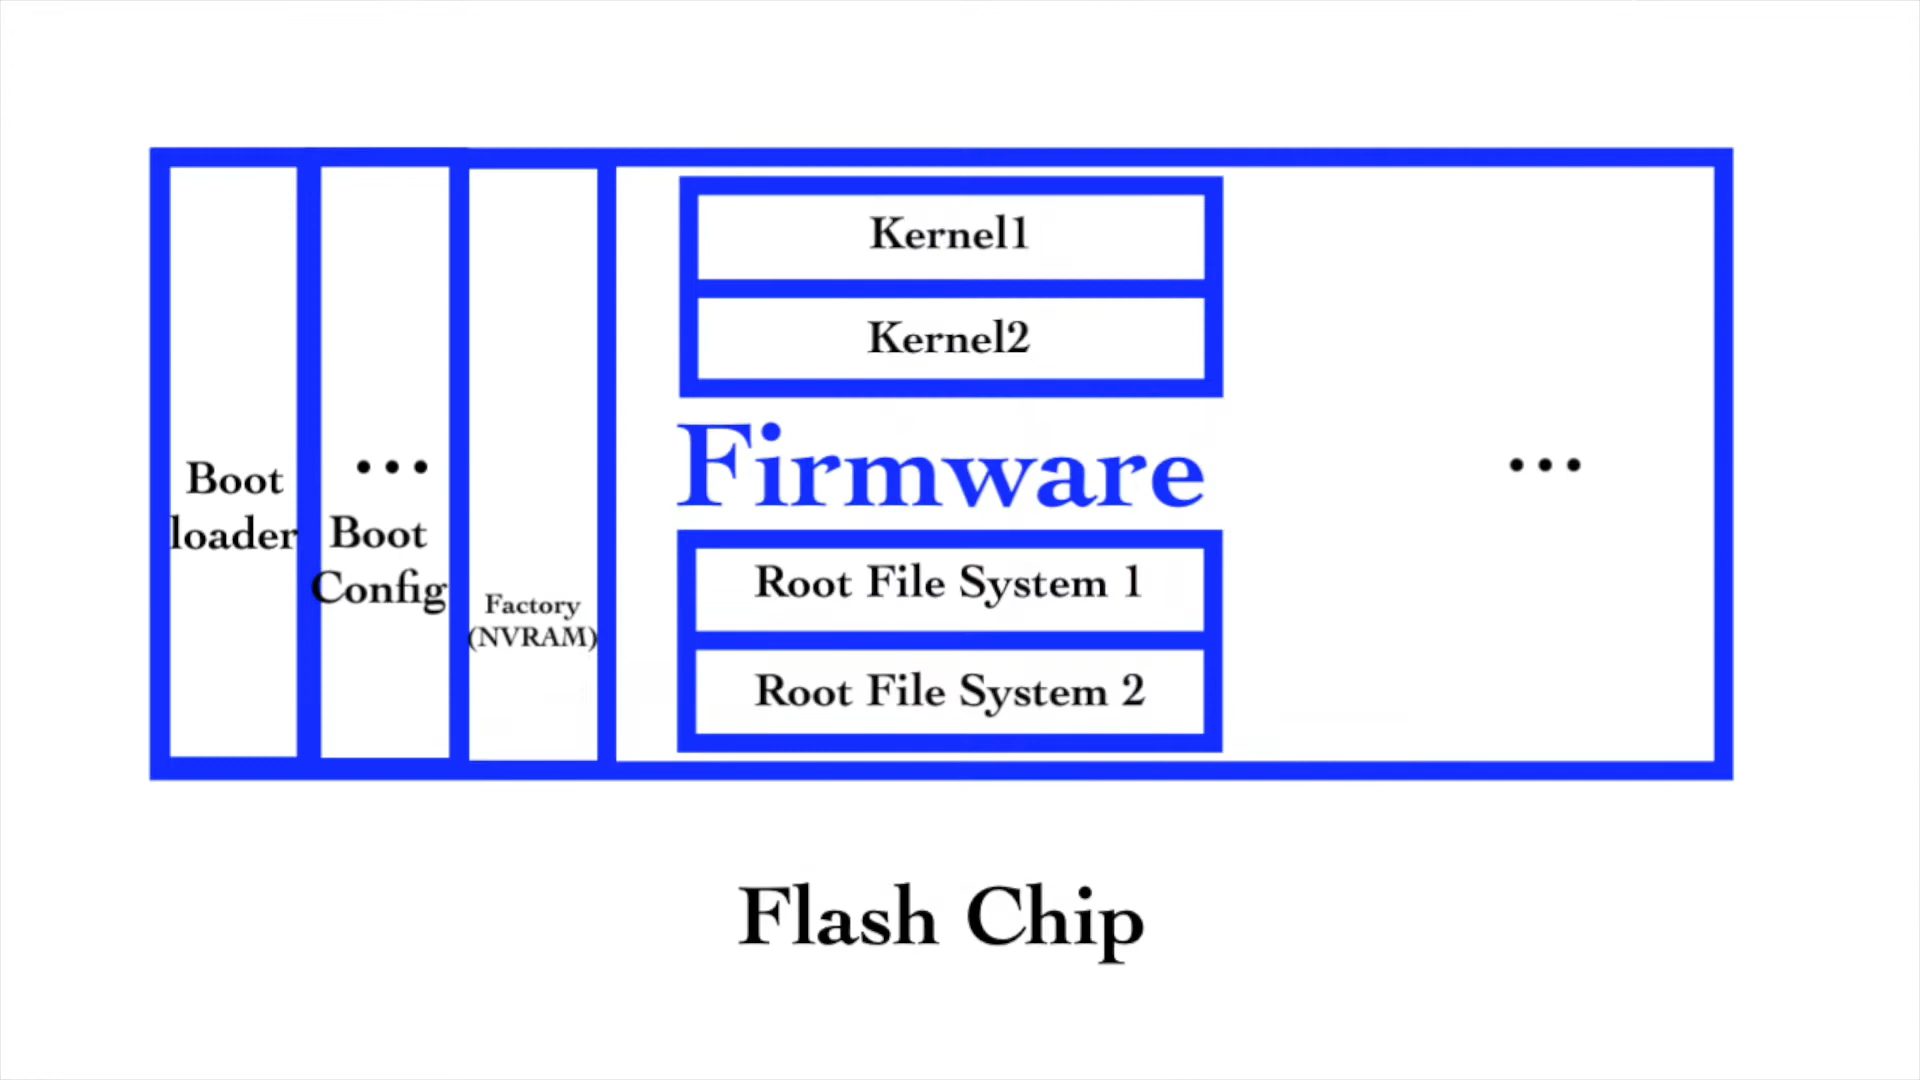 Boot
loader
...
Boot
Config
Factory
(NVRAM)
Kernel1
Kernel2
Firmware
Root File System 1
Root File System 2
...
Flash Chip